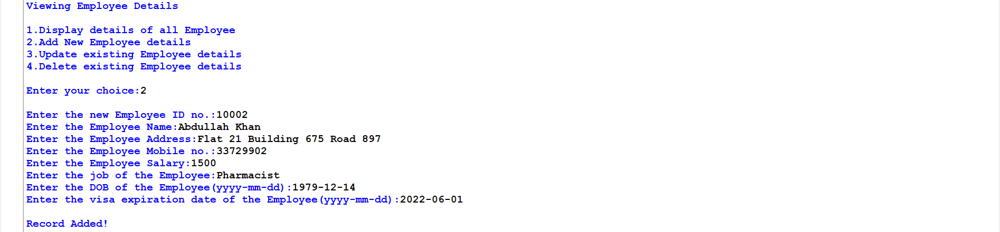 Viewing Employee Details
1.Display details of all Employee
2.Add New Employee details
3.Update existing Employee details
4.Delete existing Employee details
Enter your choice:2
Enter the new Employee ID no.:10002
Enter the Employee Name:Abdullah Khan
Enter the Employee Address:Flat 21 Building 675 Road 897
Enter the Employee Mobile no.:33729902
Enter the Employee Salary:1500
Enter the job of the Employee:Pharmacist
Enter the DOB of the Employee(yyyy-mm-dd):1979-12-14
Enter the visa expiration date of the Employee(yyyy-mm-dd):2022-06-01
Record Added!